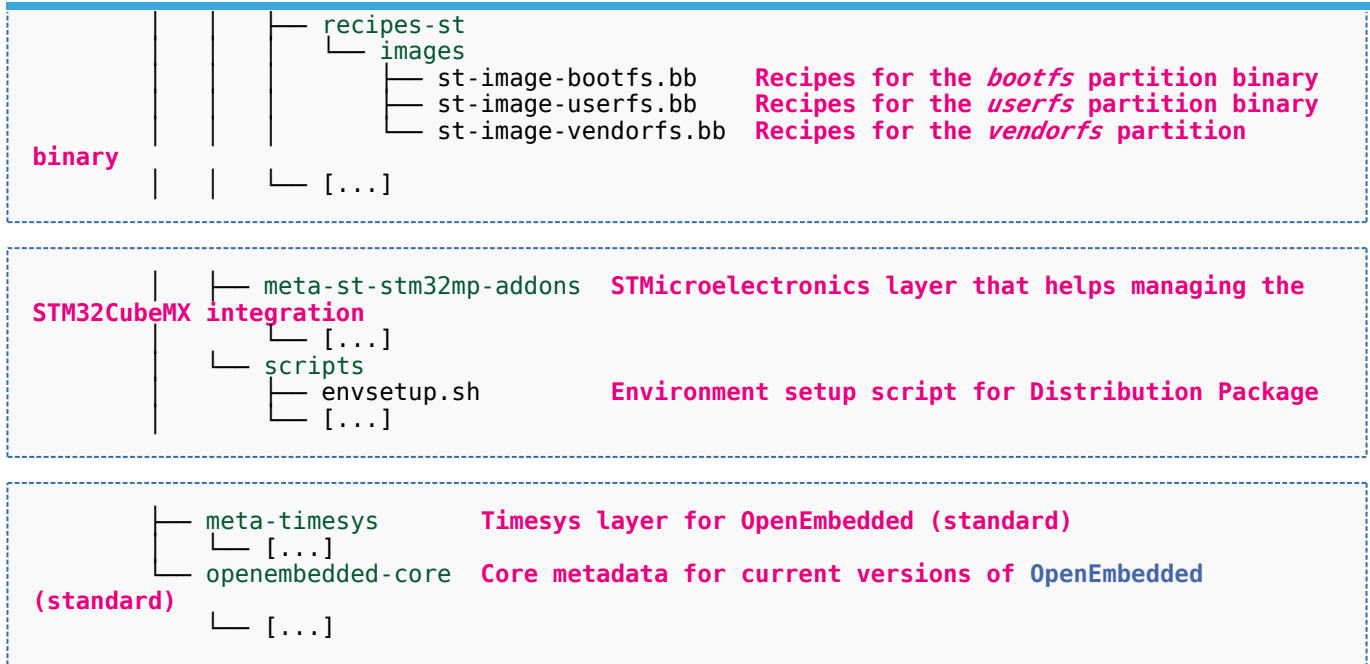 │   │   ├── recipes-st
│   │   │   └── images
│   │   │       ├── st-image-bootfs.bb    Recipes for the bootfs partition binary
│   │   │       ├── st-image-userfs.bb    Recipes for the userfs partition binary
│   │   │       └── st-image-vendorfs.bb  Recipes for the vendorfs partition
binary
│   │   └── [...]
│   ├── meta-st-stm32mp-addons  STMicroelectronics layer that helps managing the
STM32CubeMX integration
│   │   └── [...]
│   └── scripts
│       ├── envsetup.sh         Environment setup script for Distribution Package
│       └── [...]
├── meta-timesys       Timesys layer for OpenEmbedded (standard)
│   └── [...]
└── openembedded-core  Core metadata for current versions of OpenEmbedded
(standard)
    └── [...]